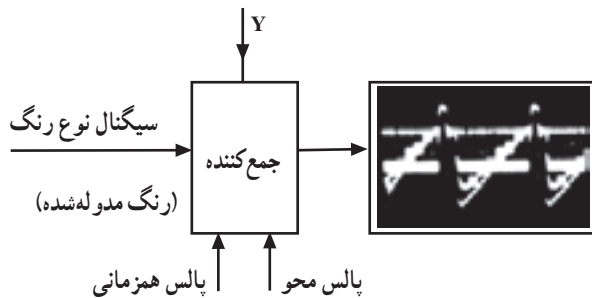 Y
سیگنال نوع رنگ
جمع‌کننده
(رنگ مدوله‌شده)
پالس همزمانی
پالس محو